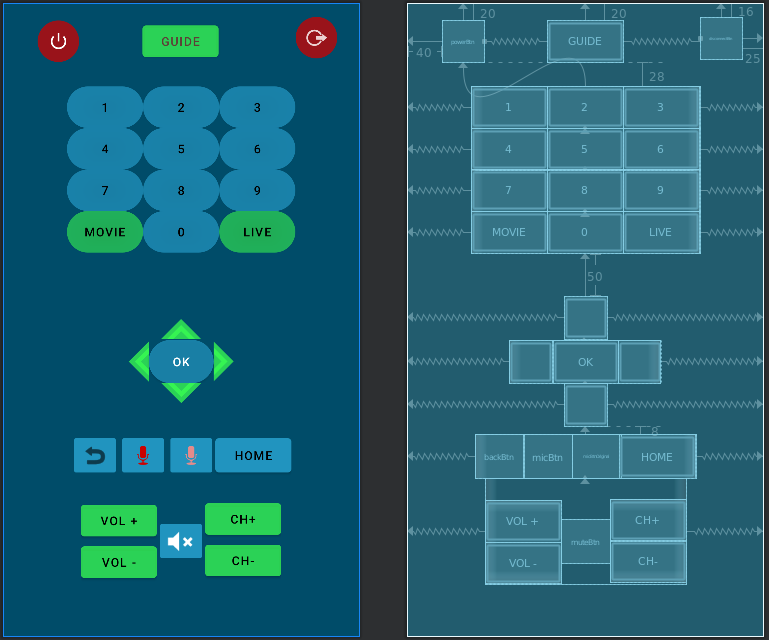 GUIDE
1 2 3
4 5 6
7 8 9
MOVIE 0 LIVE
OK
HOME
VOL + CH+
VOL - CH-
20 20 16
powerBtn GUIDE
40 25
28
1 2 3
4 5 6
7 8 9
MOVIE 0 LIVE
50
OK
8
backBtn micBtn HOME
VOL + CH+
muteBtn
VOL - CH-